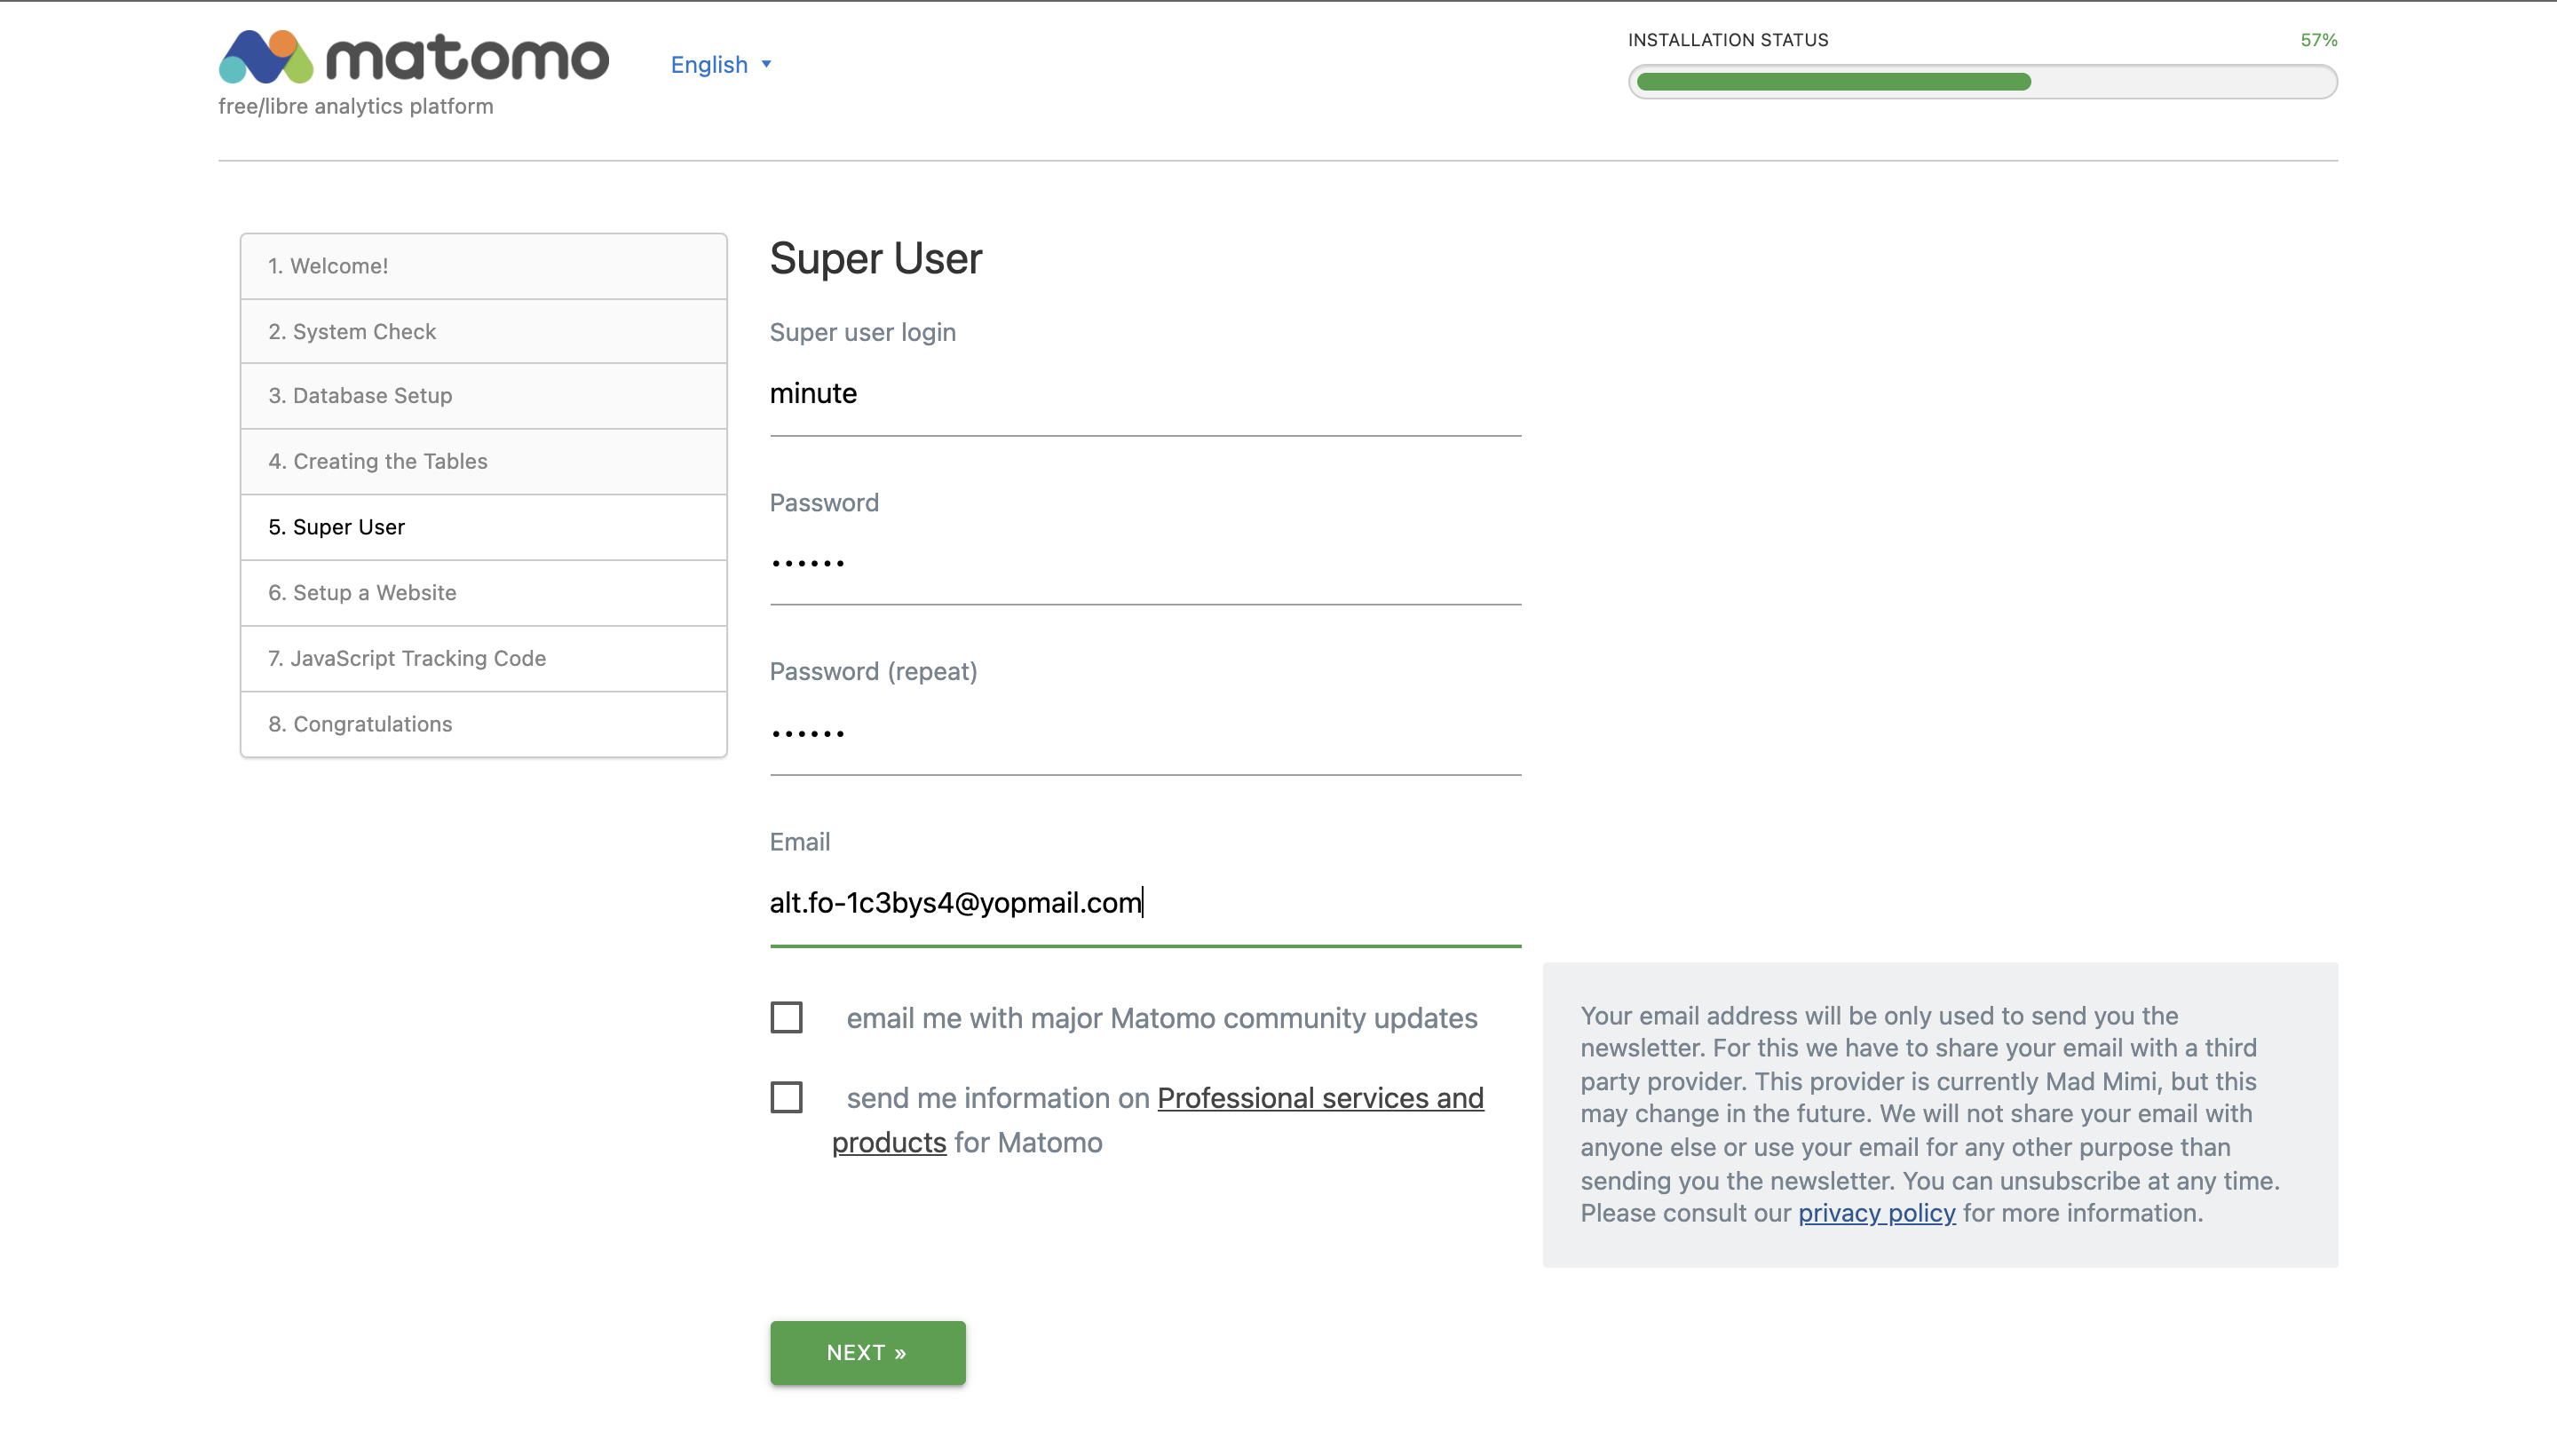 matomo
free/libre analytics platform
English
INSTALLATION STATUS
57%
1. Welcome!
2. System Check
3. Database Setup
4. Creating the Tables
5. Super User
6. Setup a Website
7. JavaScript Tracking Code
8. Congratulations
Super User
Super user login
minute
Password
••••••
Password (repeat)
••••••
Email
alt.fo-1c3bys4@yopmail.com
email me with major Matomo community updates
send me information on Professional services and
products for Matomo
Your email address will be only used to send you the
newsletter. For this we have to share your email with a third
party provider. This provider is currently Mad Mimi, but this
may change in the future. We will not share your email with
anyone else or use your email for any other purpose than
sending you the newsletter. You can unsubscribe at any time.
Please consult our privacy policy for more information.
NEXT »